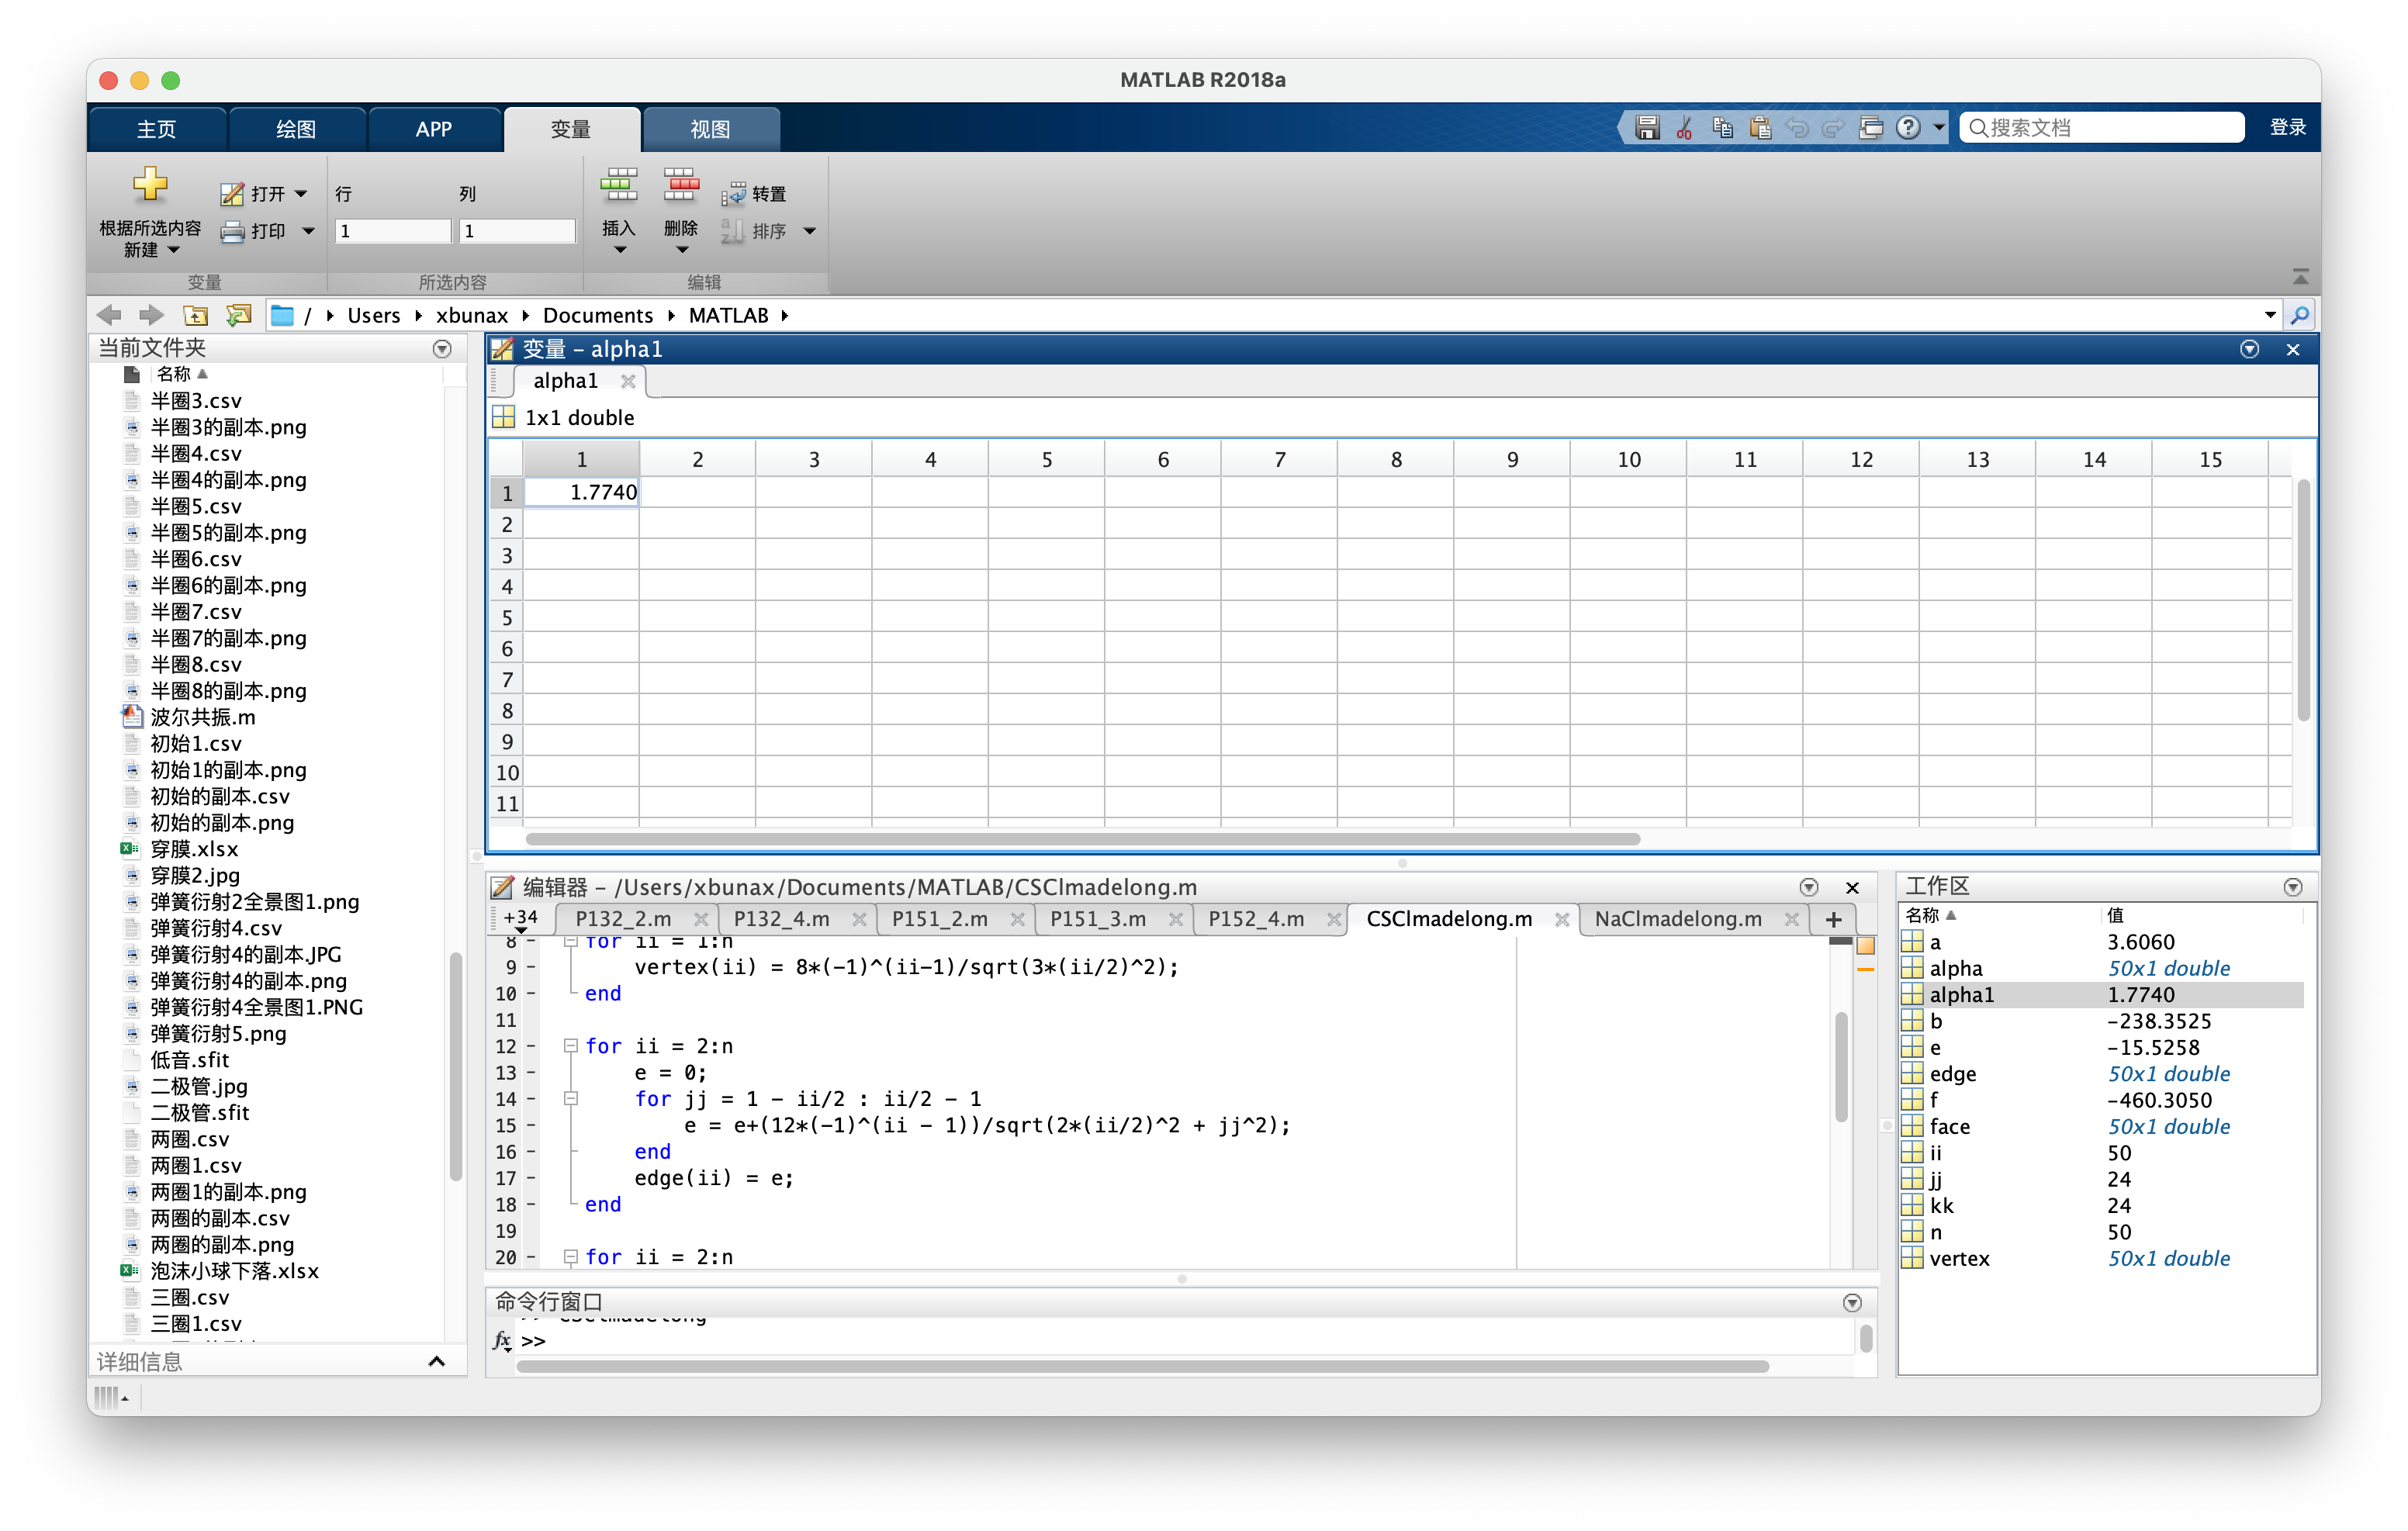 MATLAB R2018a
主页 绘图 APP 变量 视图 搜索文档 登录
根据所选内容新建 打开 打印 行 列 1 1 插入 删除 转置 排序
变量 所选内容 编辑
/ Users xbunax Documents MATLAB
当前文件夹
名称
半圈3.csv
半圈3的副本.png
半圈4.csv
半圈4的副本.png
半圈5.csv
半圈5的副本.png
半圈6.csv
半圈6的副本.png
半圈7.csv
半圈7的副本.png
半圈8.csv
半圈8的副本.png
波尔共振.m
初始1.csv
初始1的副本.png
初始的副本.csv
初始的副本.png
穿膜.xlsx
穿膜2.jpg
弹簧衍射2全景图1.png
弹簧衍射4.csv
弹簧衍射4的副本.JPG
弹簧衍射4的副本.png
弹簧衍射4全景图1.PNG
弹簧衍射5.png
低音.sfit
二极管.jpg
二极管.sfit
两圈.csv
两圈1.csv
两圈1的副本.png
两圈的副本.csv
两圈的副本.png
泡沫小球下落.xlsx
三圈.csv
三圈1.csv
详细信息
变量 – alpha1
alpha1
1x1 double
1 2 3 4 5 6 7 8 9 10 11 12 13 14 15
1 1.7740
2
3
4
5
6
7
8
9
10
11
编辑器 – /Users/xbunax/Documents/MATLAB/CSClmadelong.m
+34 P132_2.m P132_4.m P151_2.m P151_3.m P152_4.m CSClmadelong.m NaClmadelong.m +
8 – for ii = 1:n
9 – vertex(ii) = 8*(-1)^(ii-1)/sqrt(3*(ii/2)^2);
10 – end
11
12 – for ii = 2:n
13 – e = 0;
14 – for jj = 1 - ii/2 : ii/2 - 1
15 – e = e+(12*(-1)^(ii - 1))/sqrt(2*(ii/2)^2 + jj^2);
16 – end
17 – edge(ii) = e;
18 – end
19
20 – for ii = 2:n
命令行窗口
>> CSClmadelong
fx >>
工作区
名称 值
a 3.6060
alpha 50x1 double
alpha1 1.7740
b -238.3525
e -15.5258
edge 50x1 double
f -460.3050
face 50x1 double
ii 50
jj 24
kk 24
n 50
vertex 50x1 double